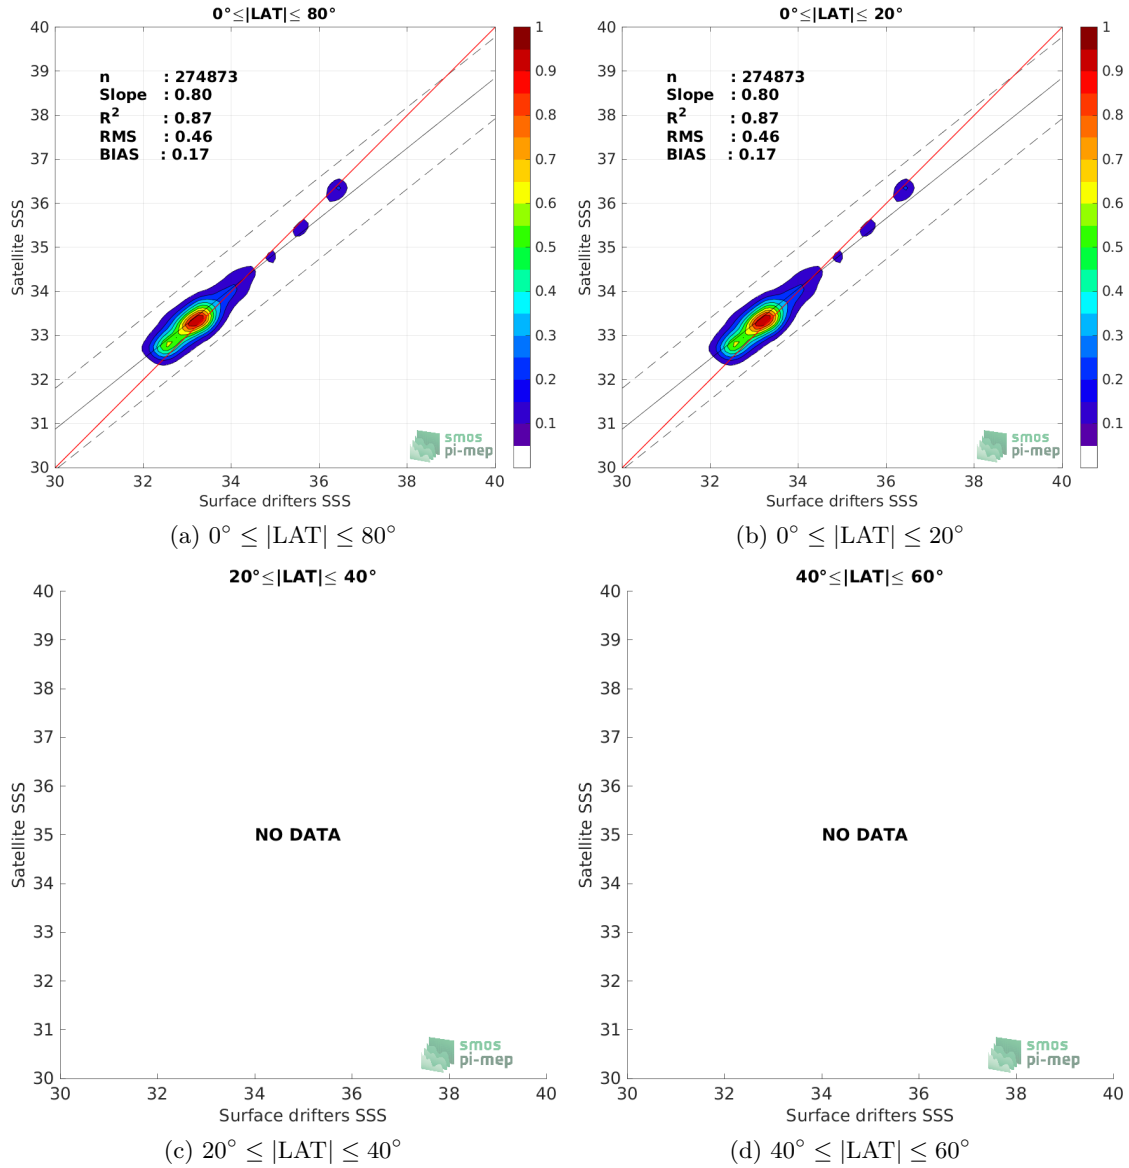 0°≤|LAT|≤ 80°
40
39
38
37
36
35
34
33
32
31
30
Satellite SSS
n : 274873
Slope : 0.80
R² : 0.87
RMS : 0.46
BIAS : 0.17
smos
pi-mep
30 32 34 36 38 40
Surface drifters SSS
1
0.9
0.8
0.7
0.6
0.5
0.4
0.3
0.2
0.1
(a) 0° ≤ |LAT| ≤ 80°
0°≤|LAT|≤ 20°
40
39
38
37
36
35
34
33
32
31
30
Satellite SSS
n : 274873
Slope : 0.80
R² : 0.87
RMS : 0.46
BIAS : 0.17
smos
pi-mep
30 32 34 36 38 40
Surface drifters SSS
1
0.9
0.8
0.7
0.6
0.5
0.4
0.3
0.2
0.1
(b) 0° ≤ |LAT| ≤ 20°
20°≤|LAT|≤ 40°
40
39
38
37
36
35
34
33
32
31
30
Satellite SSS
NO DATA
smos
pi-mep
30 32 34 36 38 40
Surface drifters SSS
(c) 20° ≤ |LAT| ≤ 40°
40°≤|LAT|≤ 60°
40
39
38
37
36
35
34
33
32
31
30
Satellite SSS
NO DATA
smos
pi-mep
30 32 34 36 38 40
Surface drifters SSS
(d) 40° ≤ |LAT| ≤ 60°